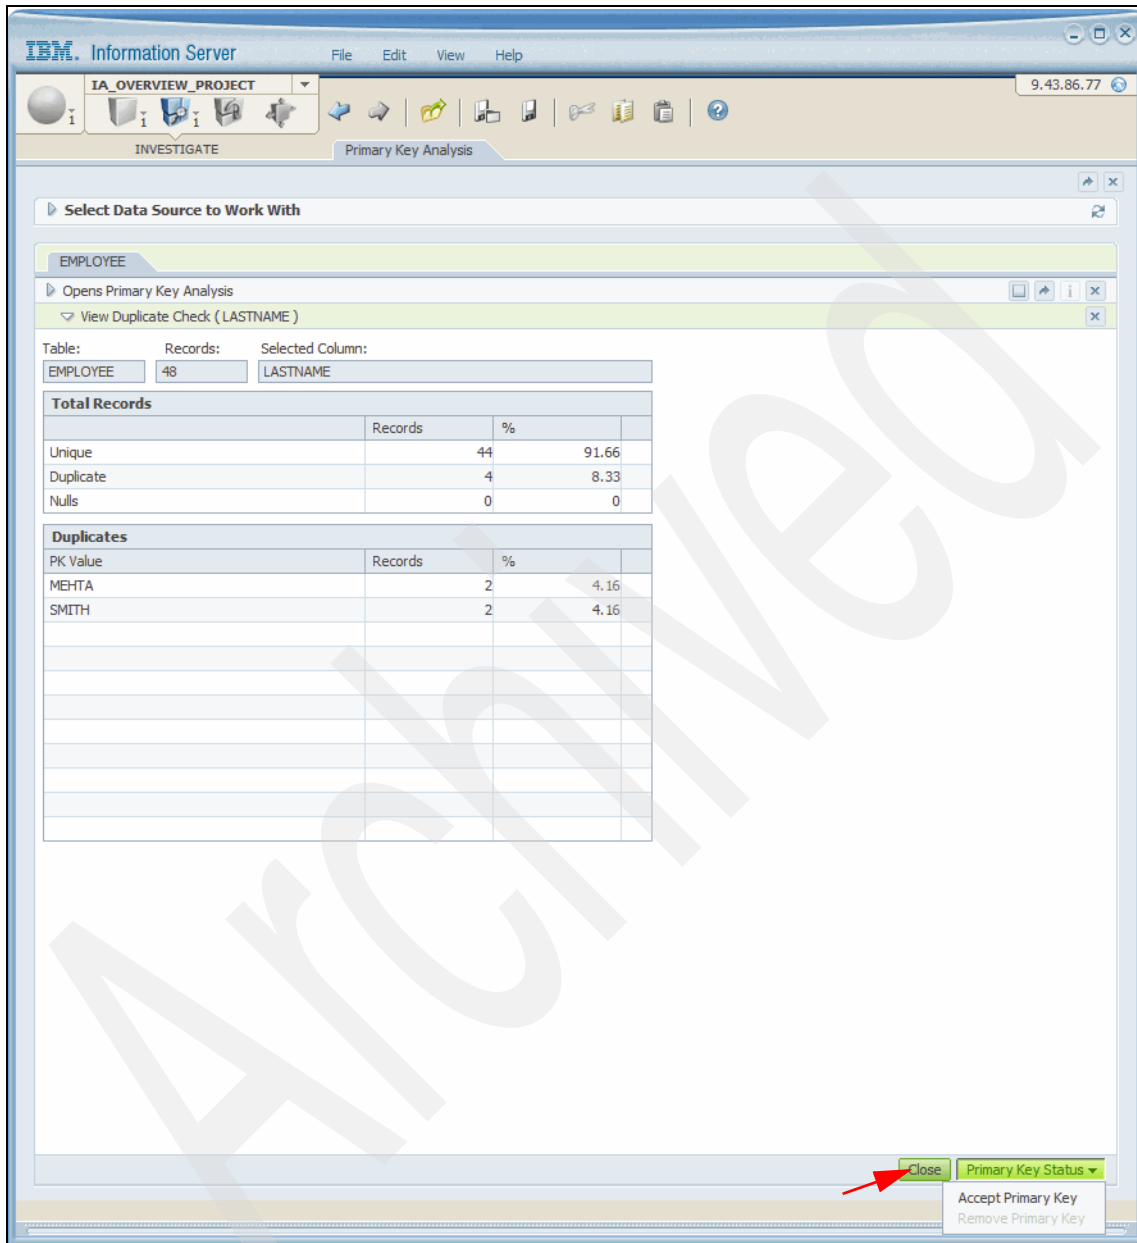 IBM. Information Server File Edit View Help
IA_OVERVIEW_PROJECT 9.43.86.77
1 1 1
INVESTIGATE Primary Key Analysis
Select Data Source to Work With
EMPLOYEE
Opens Primary Key Analysis
View Duplicate Check ( LASTNAME )
Table: Records: Selected Column:
EMPLOYEE 48 LASTNAME
Total Records
Records %
Unique 44 91.66
Duplicate 4 8.33
Nulls 0 0
Duplicates
PK Value Records %
MEHTA 2 4.16
SMITH 2 4.16
Archived
Close Primary Key Status
Accept Primary Key
Remove Primary Key